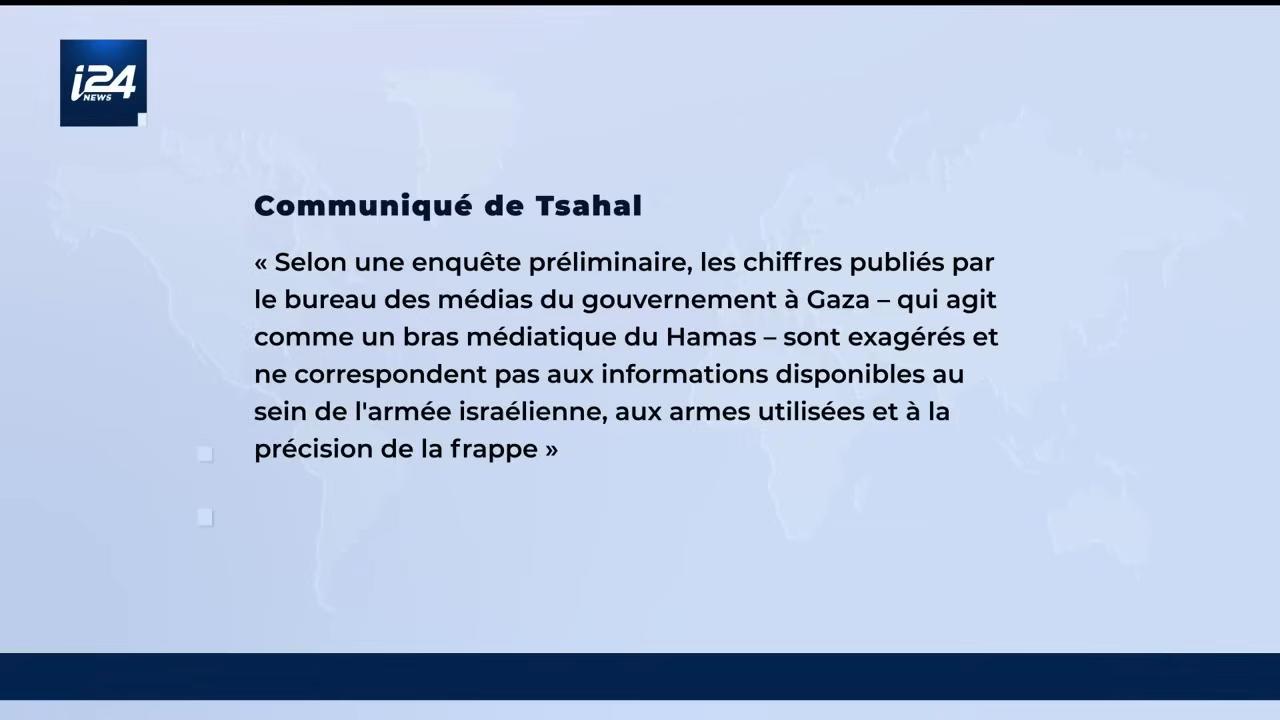 i24
NEWS
Communiqué de Tsahal
« Selon une enquête préliminaire, les chiffres publiés par
le bureau des médias du gouvernement à Gaza – qui agit
comme un bras médiatique du Hamas – sont exagérés et
ne correspondent pas aux informations disponibles au
sein de l'armée israélienne, aux armes utilisées et à la
précision de la frappe »